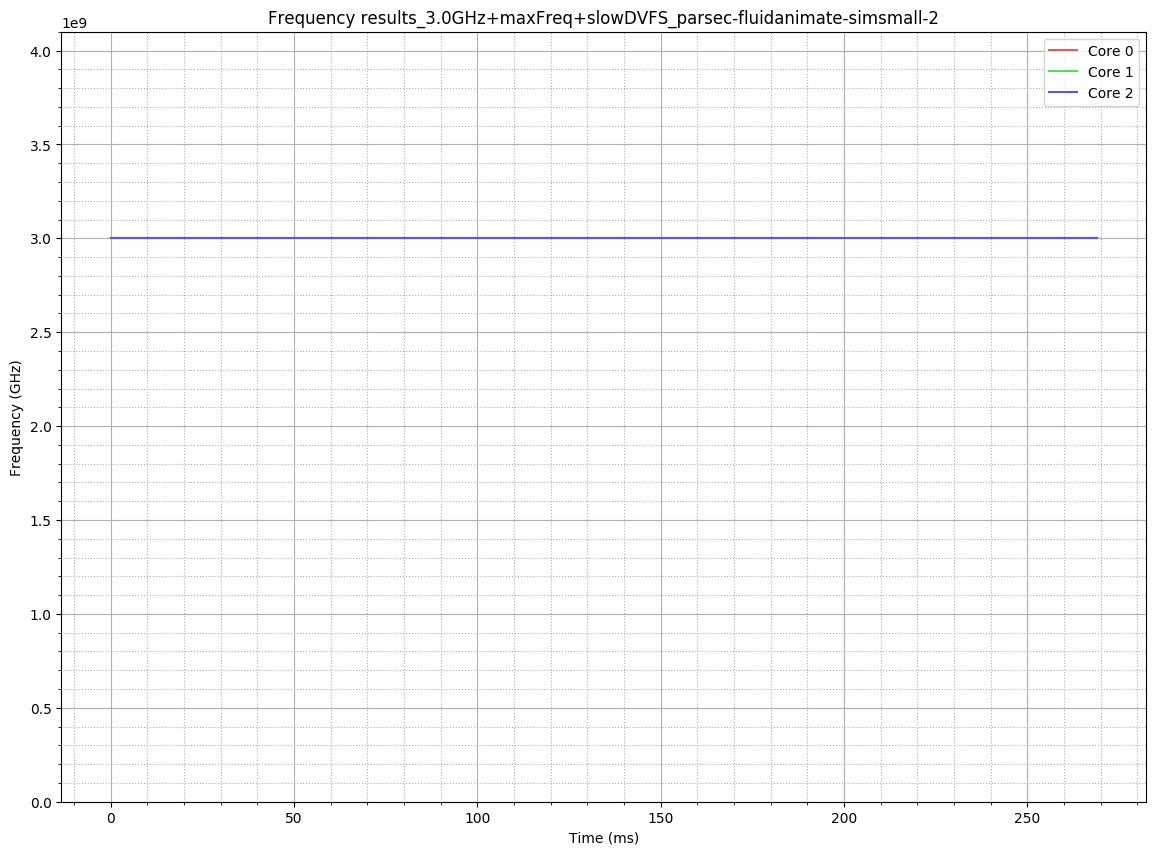 Frequency results_3.0GHz+maxFreq+slowDVFS_parsec-fluidanimate-simsmall-2
1e9
Core 0
Core 1
Core 2
4.0
3.5
3.0
2.5
2.0
1.5
1.0
0.5
0.0
Frequency (GHz)
0 50 100 150 200 250
Time (ms)